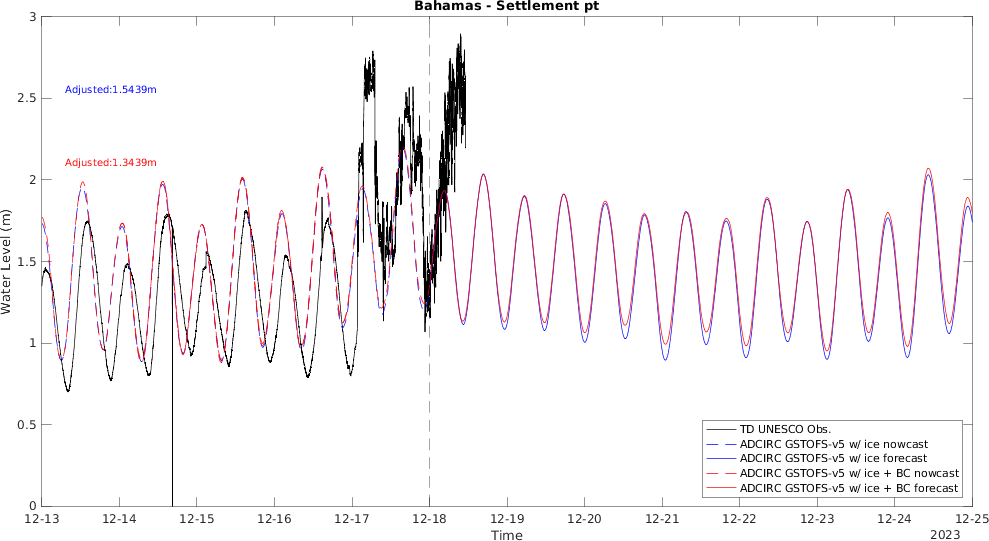 Bahamas - Settlement pt
3
2.5
2
1.5
1
0.5
0
Water Level (m)
Adjusted:1.5439m
Adjusted:1.3439m
TD UNESCO Obs.
ADCIRC GSTOFS-v5 w/ ice nowcast
ADCIRC GSTOFS-v5 w/ ice forecast
ADCIRC GSTOFS-v5 w/ ice + BC nowcast
ADCIRC GSTOFS-v5 w/ ice + BC forecast
12-13 12-14 12-15 12-16 12-17 12-18 12-19 12-20 12-21 12-22 12-23 12-24 12-25
Time
2023